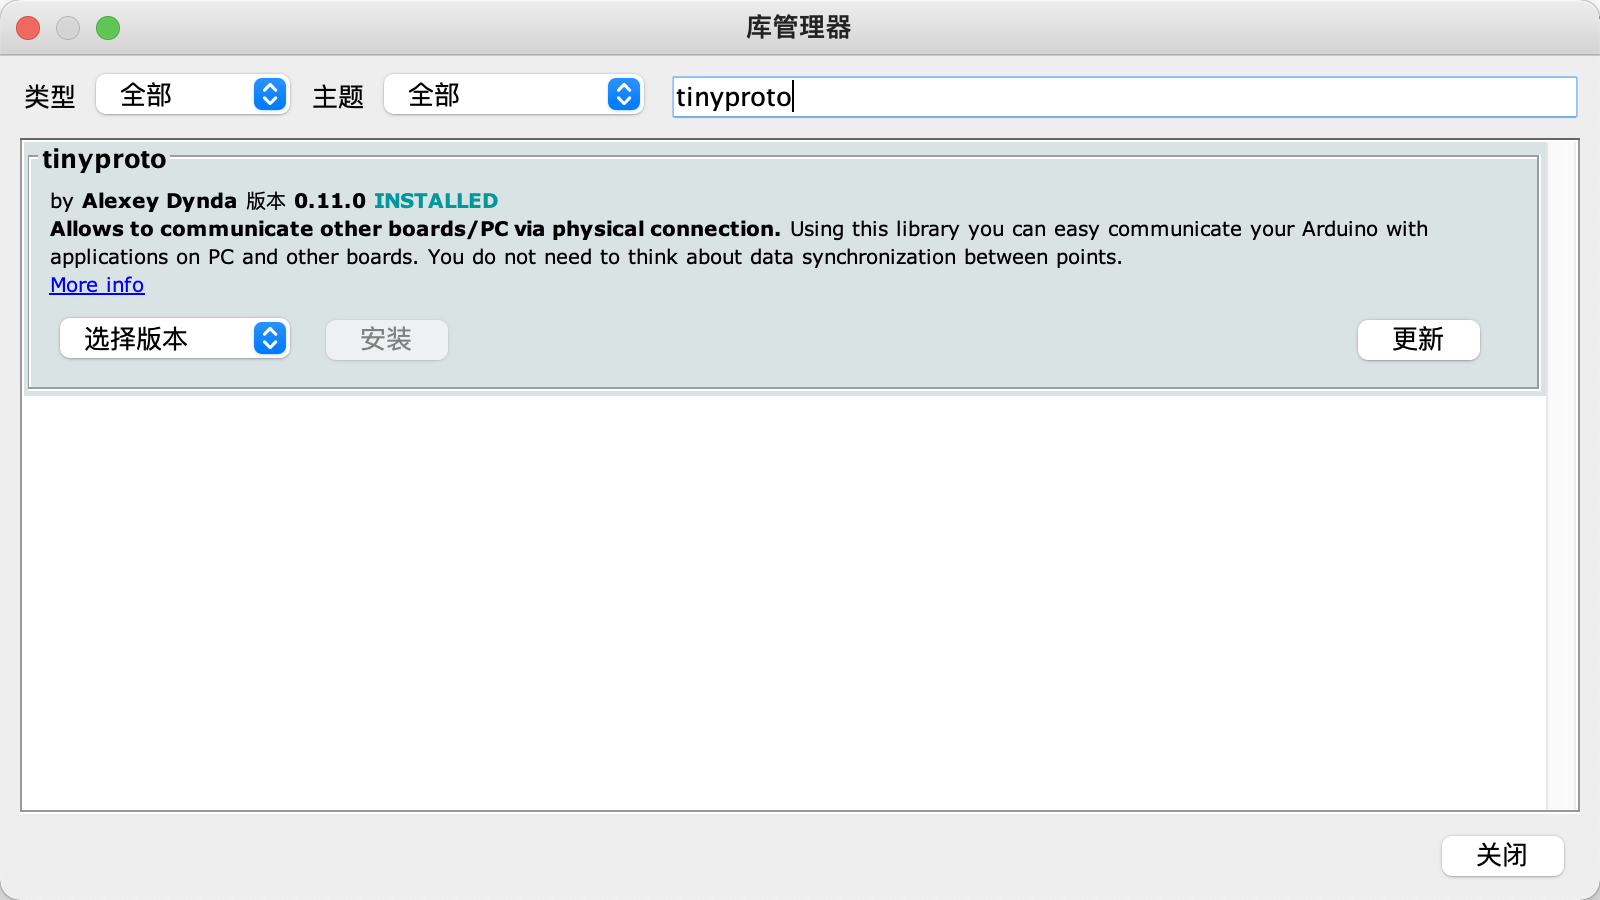 库管理器
类型 全部 主题 全部 tinyproto
tinyproto
by Alexey Dynda 版本 0.11.0 INSTALLED
Allows to communicate other boards/PC via physical connection. Using this library you can easy communicate your Arduino with
applications on PC and other boards. You do not need to think about data synchronization between points.
More info
选择版本 安装 更新
关闭